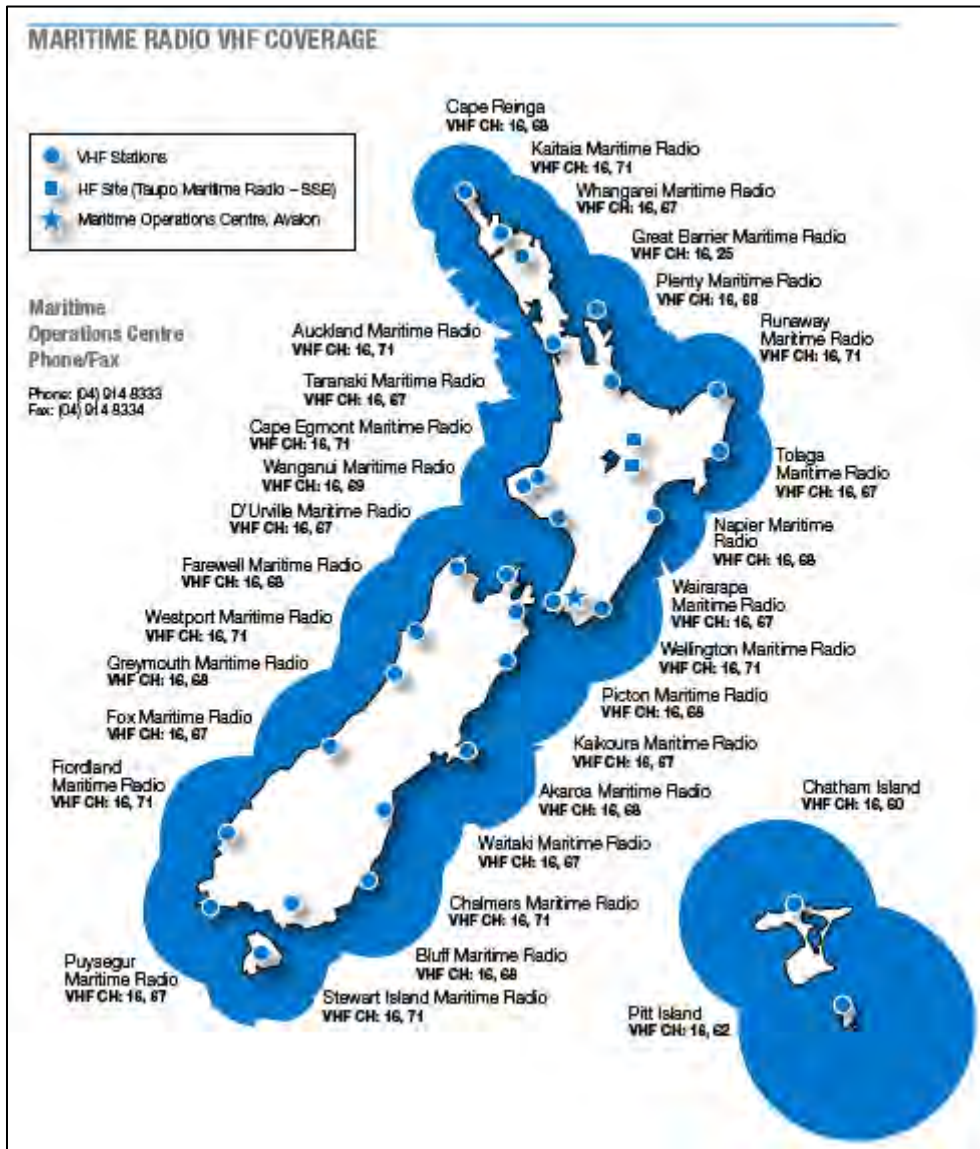 MARITIME RADIO VHF COVERAGE
VHF Stations
HF Site (Taupo Maritime Radio – SSB)
Maritime Operations Centre, Avalon
Maritime
Operations Centre
Phone/Fax
Phone: (04) 914 8333
Fax: (04) 914 8334
Cape Reinga
VHF CH: 16, 68
Kaitaia Maritime Radio
VHF CH: 16, 71
Whangarei Maritime Radio
VHF CH: 16, 67
Great Barrier Maritime Radio
VHF CH: 16, 25
Plenty Maritime Radio
VHF CH: 16, 68
Runaway
Maritime Radio
VHF CH: 16, 71
Auckland Maritime Radio
VHF CH: 16, 71
Taranaki Maritime Radio
VHF CH: 16, 67
Cape Egmont Maritime Radio
VHF CH: 16, 71
Wanganui Maritime Radio
VHF CH: 16, 69
D'Urville Maritime Radio
VHF CH: 16, 67
Farewell Maritime Radio
VHF CH: 16, 68
Westport Maritime Radio
VHF CH: 16, 71
Greymouth Maritime Radio
VHF CH: 16, 68
Fox Maritime Radio
VHF CH: 16, 67
Fiordland
Maritime Radio
VHF CH: 16, 71
Puysegur
Maritime Radio
VHF CH: 16, 67
Tolaga
Maritime Radio
VHF CH: 16, 67
Napier Maritime
Radio
VHF CH: 16, 68
Wairarapa
Maritime Radio
VHF CH: 16, 67
Wellington Maritime Radio
VHF CH: 16, 71
Picton Maritime Radio
VHF CH: 16, 68
Kaikoura Maritime Radio
VHF CH: 16, 67
Akaroa Maritime Radio
VHF CH: 16, 68
Waitaki Maritime Radio
VHF CH: 16, 67
Chalmers Maritime Radio
VHF CH: 16, 71
Bluff Maritime Radio
VHF CH: 16, 68
Stewart Island Maritime Radio
VHF CH: 16, 71
Chatham Island
VHF CH: 16, 60
Pitt Island
VHF CH: 16, 62